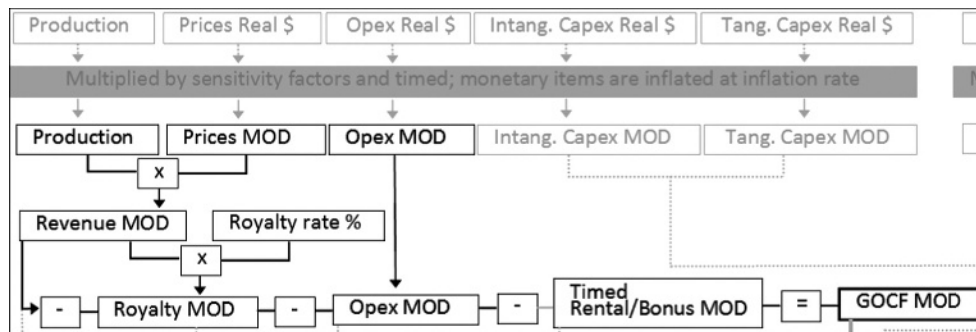 Production Prices Real $ Opex Real $ Intang. Capex Real $ Tang. Capex Real $
Multiplied by sensitivity factors and timed; monetary items are inflated at inflation rate
Production Prices MOD Opex MOD Intang. Capex MOD Tang. Capex MOD
x
Revenue MOD Royalty rate %
x
- Royalty MOD - Opex MOD - Timed
Rental/Bonus MOD = GOCF MOD